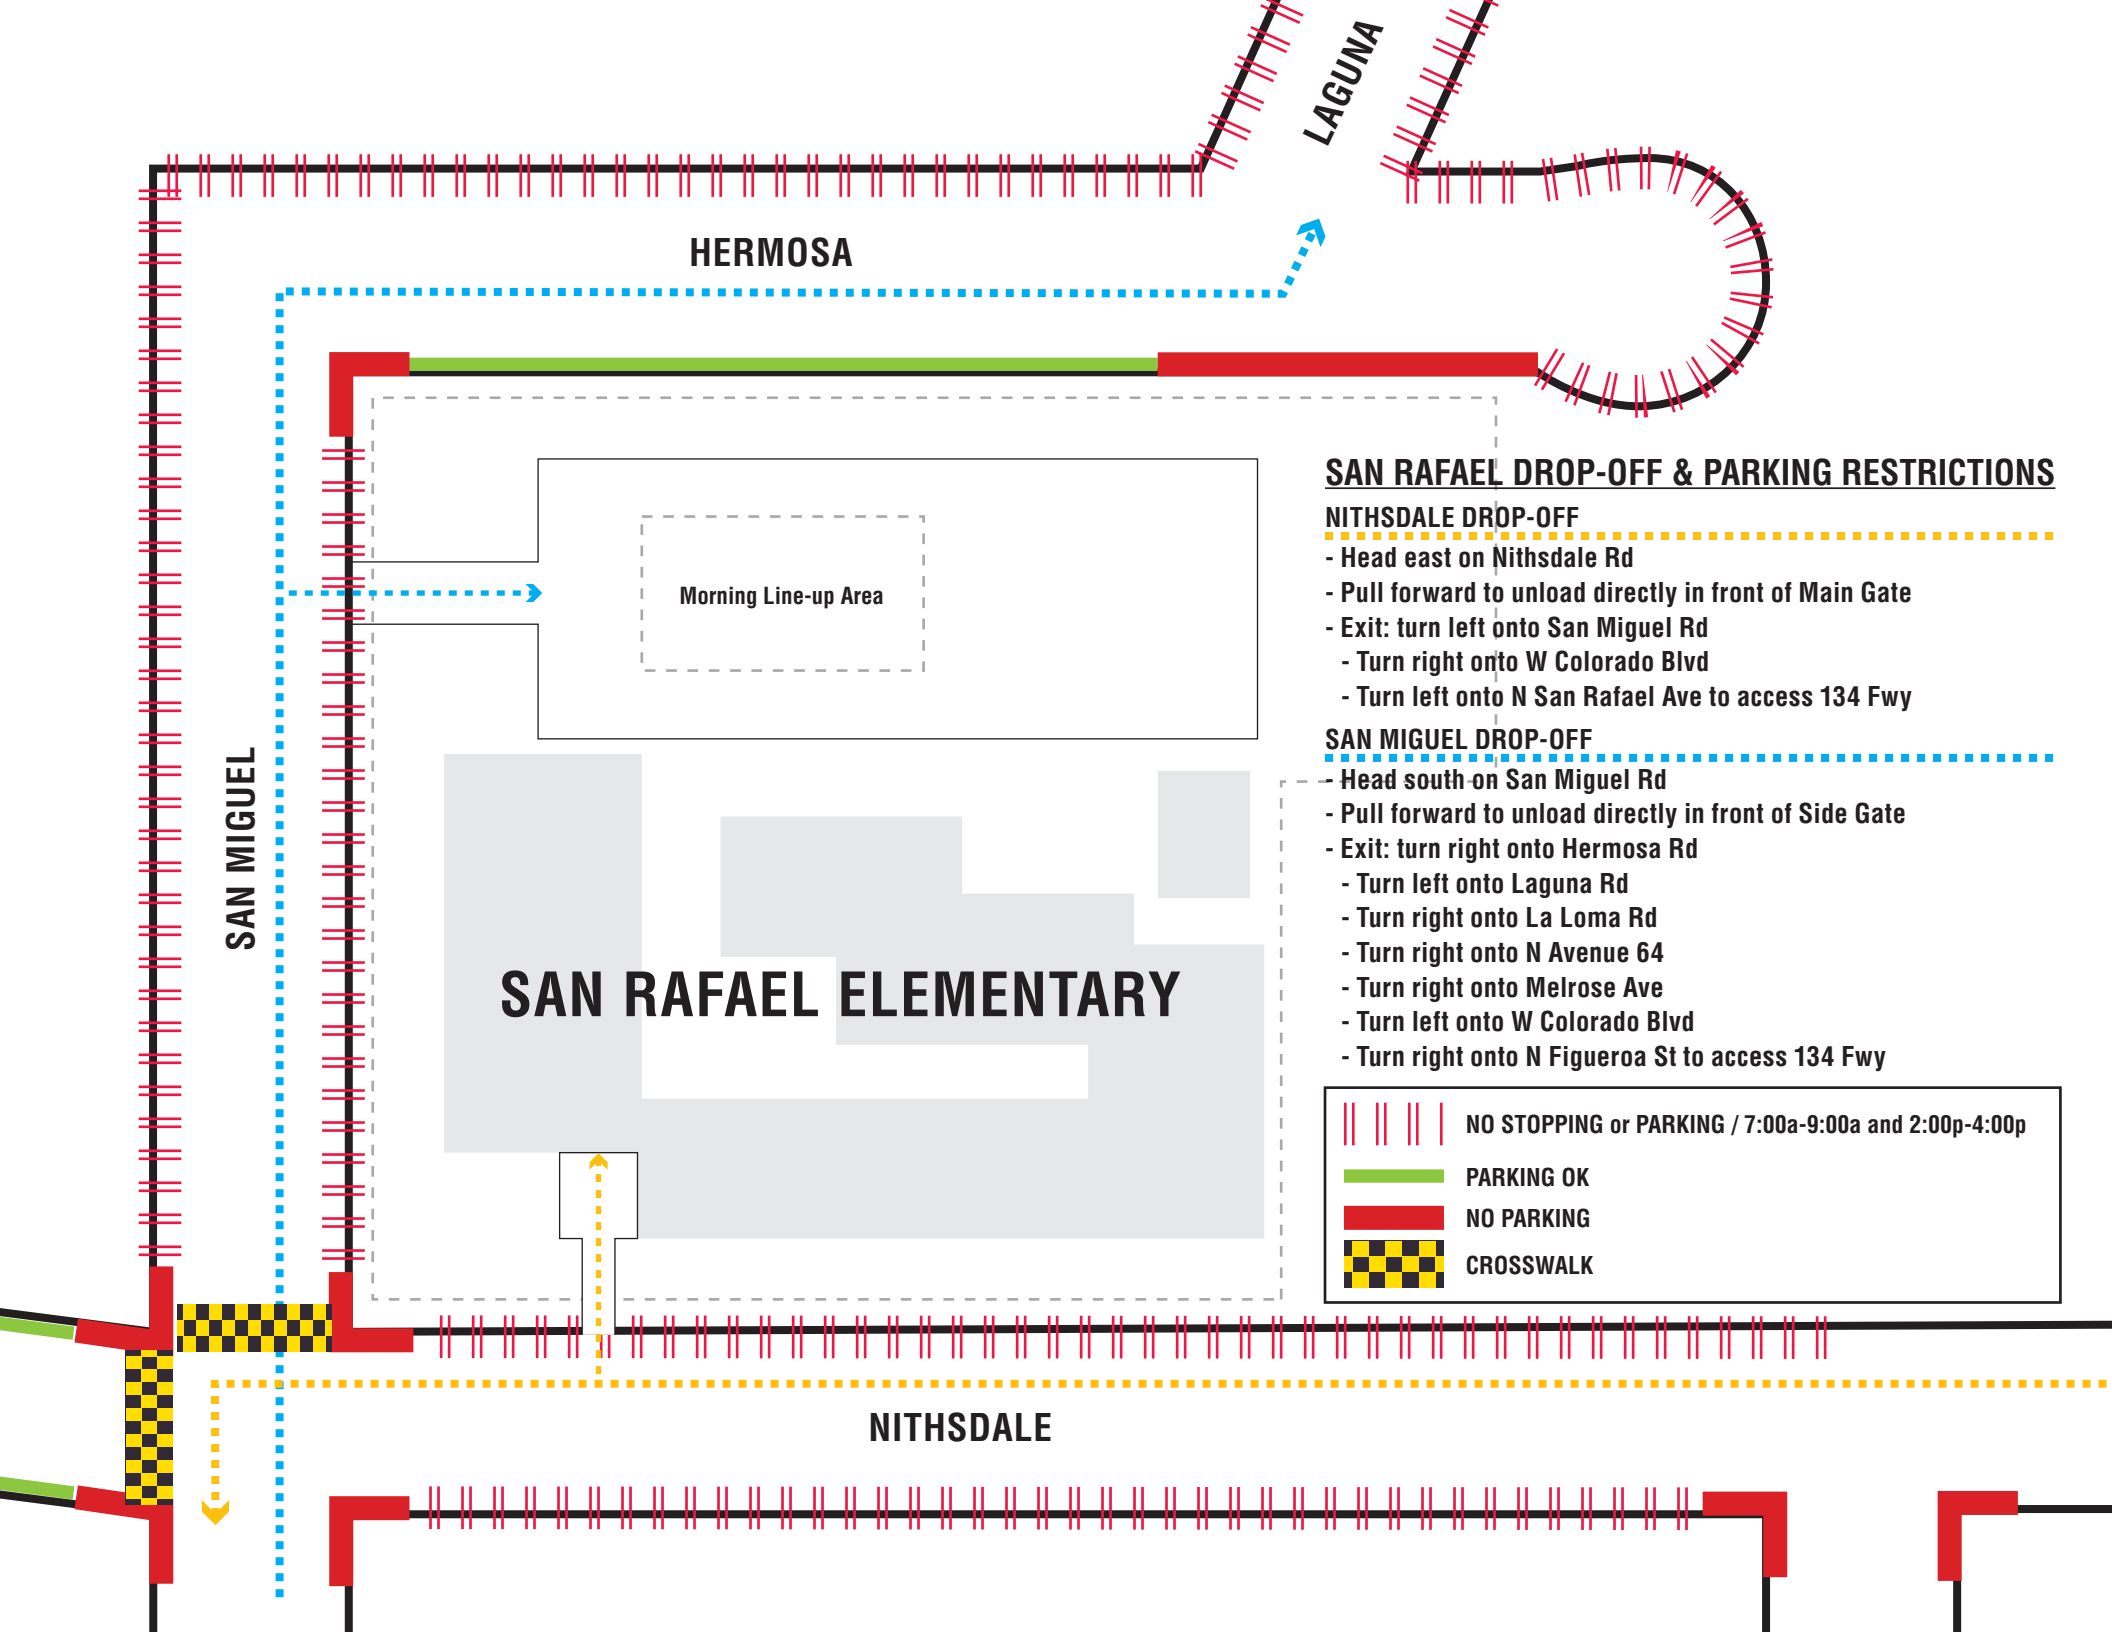 LAGUNA
HERMOSA
SAN RAFAEL DROP-OFF & PARKING RESTRICTIONS
NITHSDALE DROP-OFF
- Head east on Nithsdale Rd
- Pull forward to unload directly in front of Main Gate
- Exit: turn left onto San Miguel Rd
- Turn right onto W Colorado Blvd
- Turn left onto N San Rafael Ave to access 134 Fwy
SAN MIGUEL DROP-OFF
- Head south on San Miguel Rd
- Pull forward to unload directly in front of Side Gate
- Exit: turn right onto Hermosa Rd
- Turn left onto Laguna Rd
- Turn right onto La Loma Rd
- Turn right onto N Avenue 64
- Turn right onto Melrose Ave
- Turn left onto W Colorado Blvd
- Turn right onto N Figueroa St to access 134 Fwy
Morning Line-up Area
SAN MIGUEL
SAN RAFAEL ELEMENTARY
NO STOPPING or PARKING / 7:00a-9:00a and 2:00p-4:00p
PARKING OK
NO PARKING
CROSSWALK
NITHSDALE